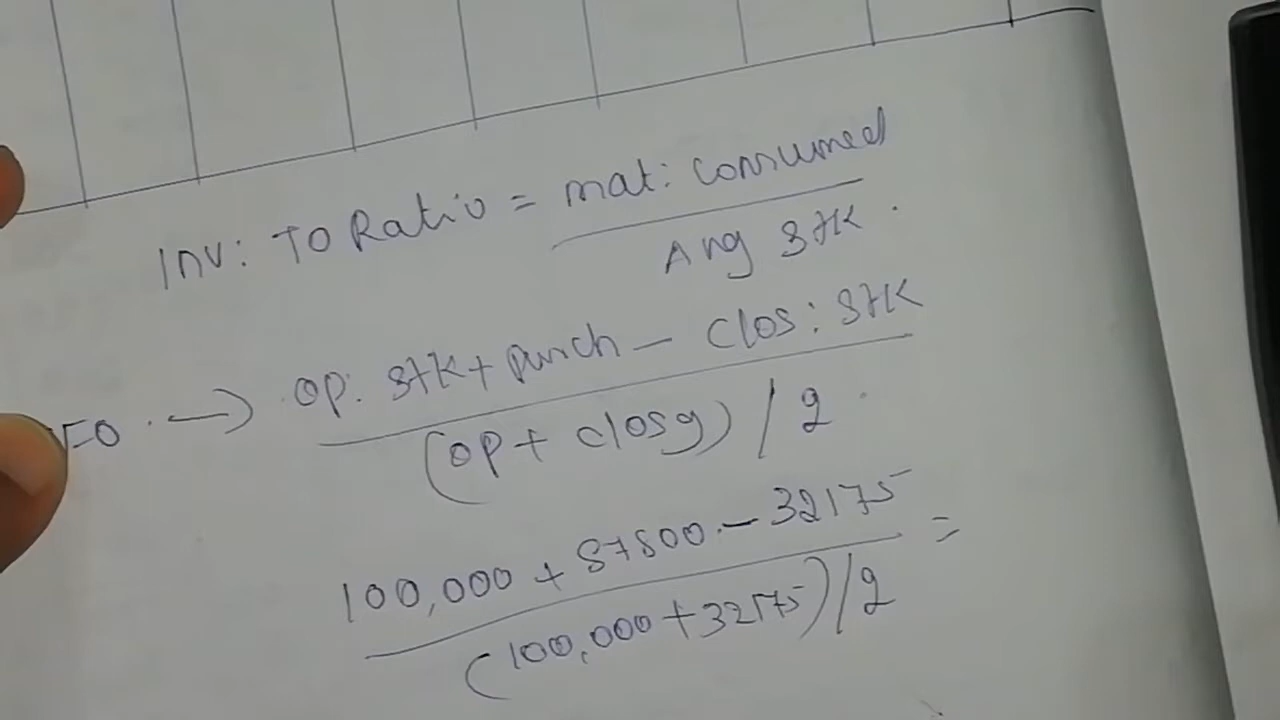 Inv: TO Ratio = mat: consumed
Avg Stk.
FO. → op: Stk + purch – Clos: Stk
(op + closg) / 2
100,000 + 87500 – 32175 =
(100,000 + 32175) / 2